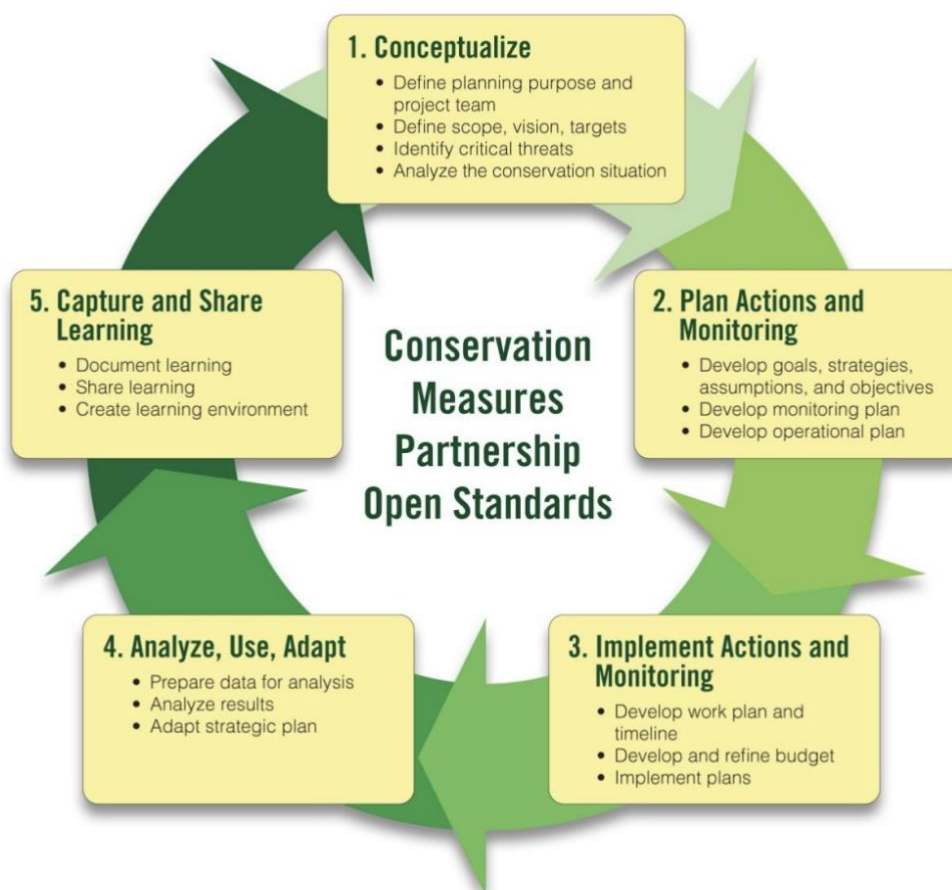 1. Conceptualize
• Define planning purpose and
project team
• Define scope, vision, targets
• Identify critical threats
• Analyze the conservation situation
2. Plan Actions and
Monitoring
• Develop goals, strategies,
assumptions, and objectives
• Develop monitoring plan
• Develop operational plan
3. Implement Actions and
Monitoring
• Develop work plan and
timeline
• Develop and refine budget
• Implement plans
4. Analyze, Use, Adapt
• Prepare data for analysis
• Analyze results
• Adapt strategic plan
5. Capture and Share
Learning
• Document learning
• Share learning
• Create learning environment
Conservation
Measures
Partnership
Open Standards